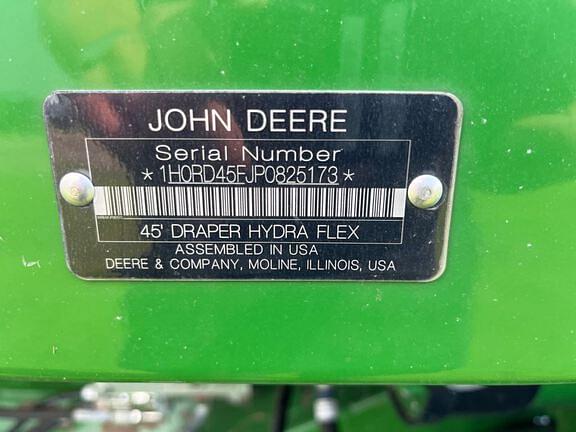 JOHN DEERE
Serial Number
*1H0RD45FJP0825173*
45' DRAPER HYDRA FLEX
ASSEMBLED IN USA
DEERE & COMPANY, MOLINE, ILLINOIS, USA